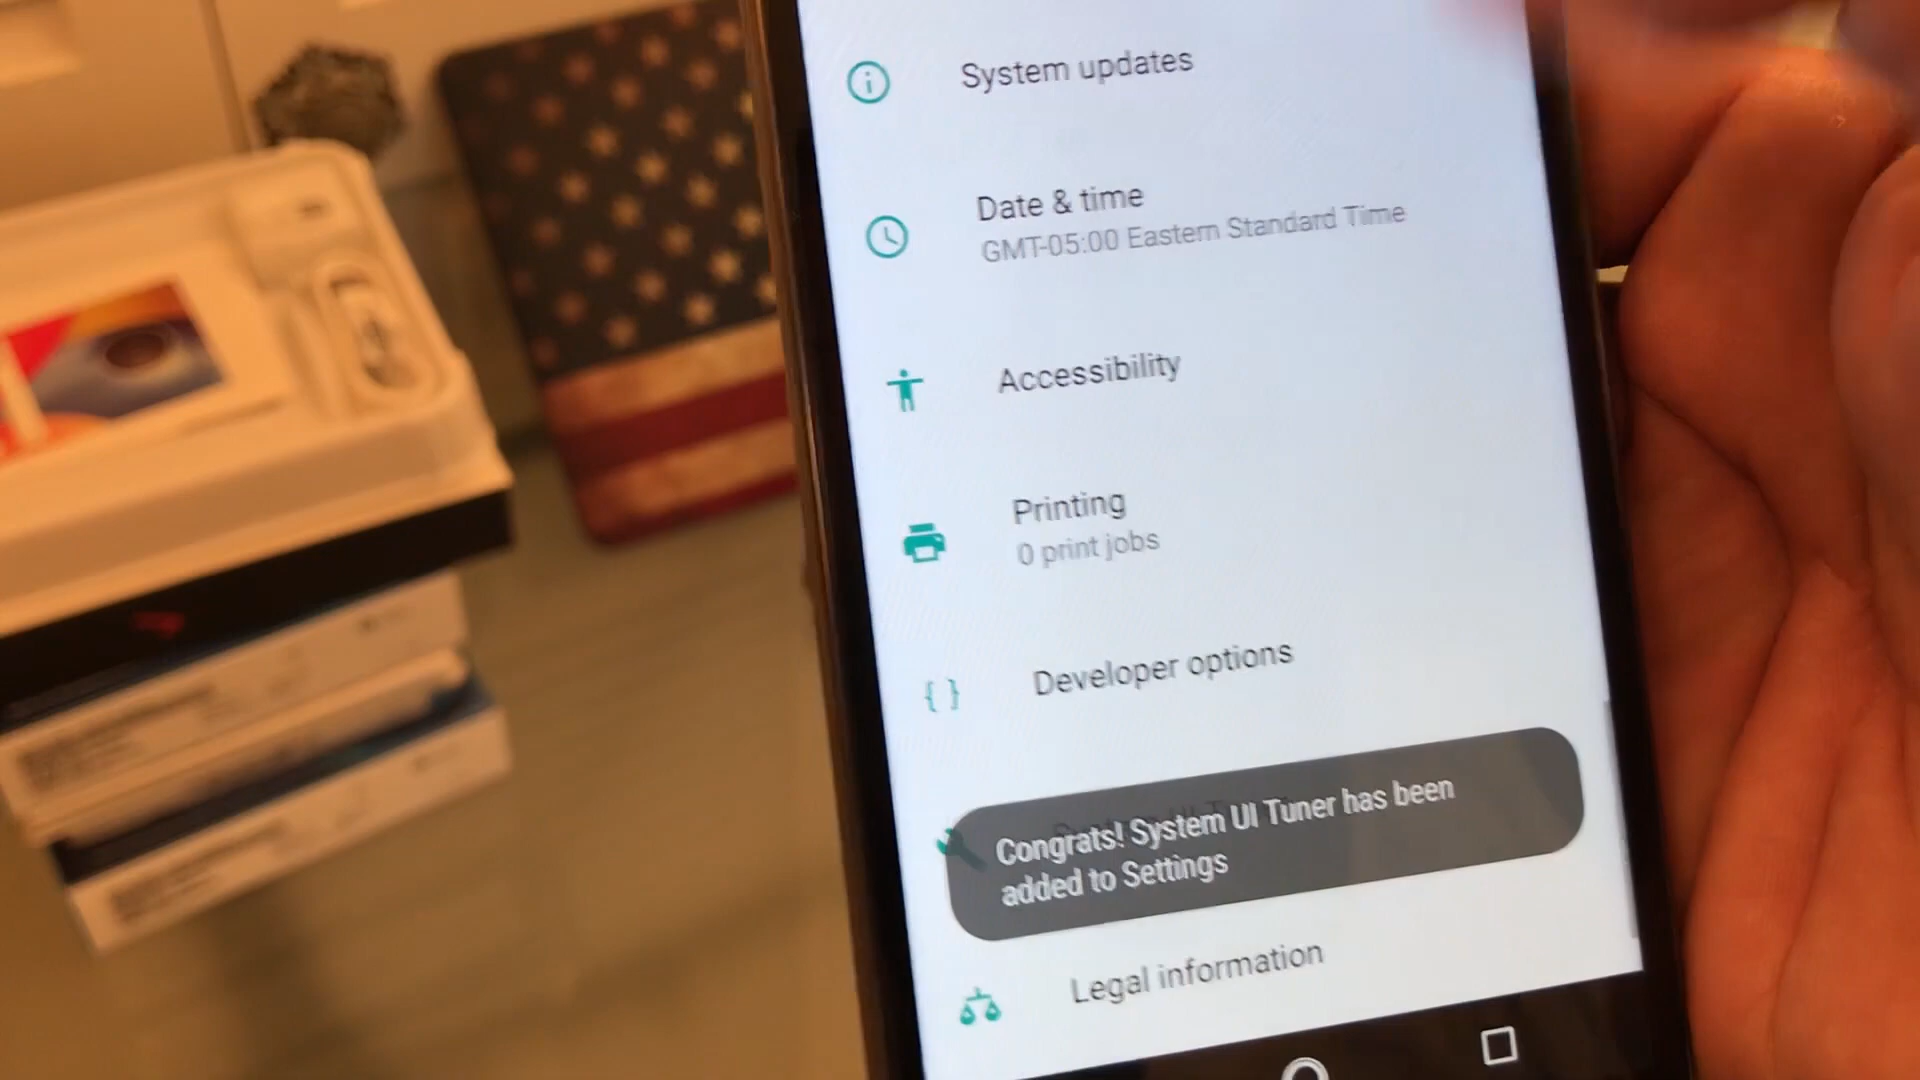 System updates
Date & time
GMT-05:00 Eastern Standard Time
Accessibility
Printing
0 print jobs
Developer options
Congrats! System UI Tuner has been
added to Settings
Legal information